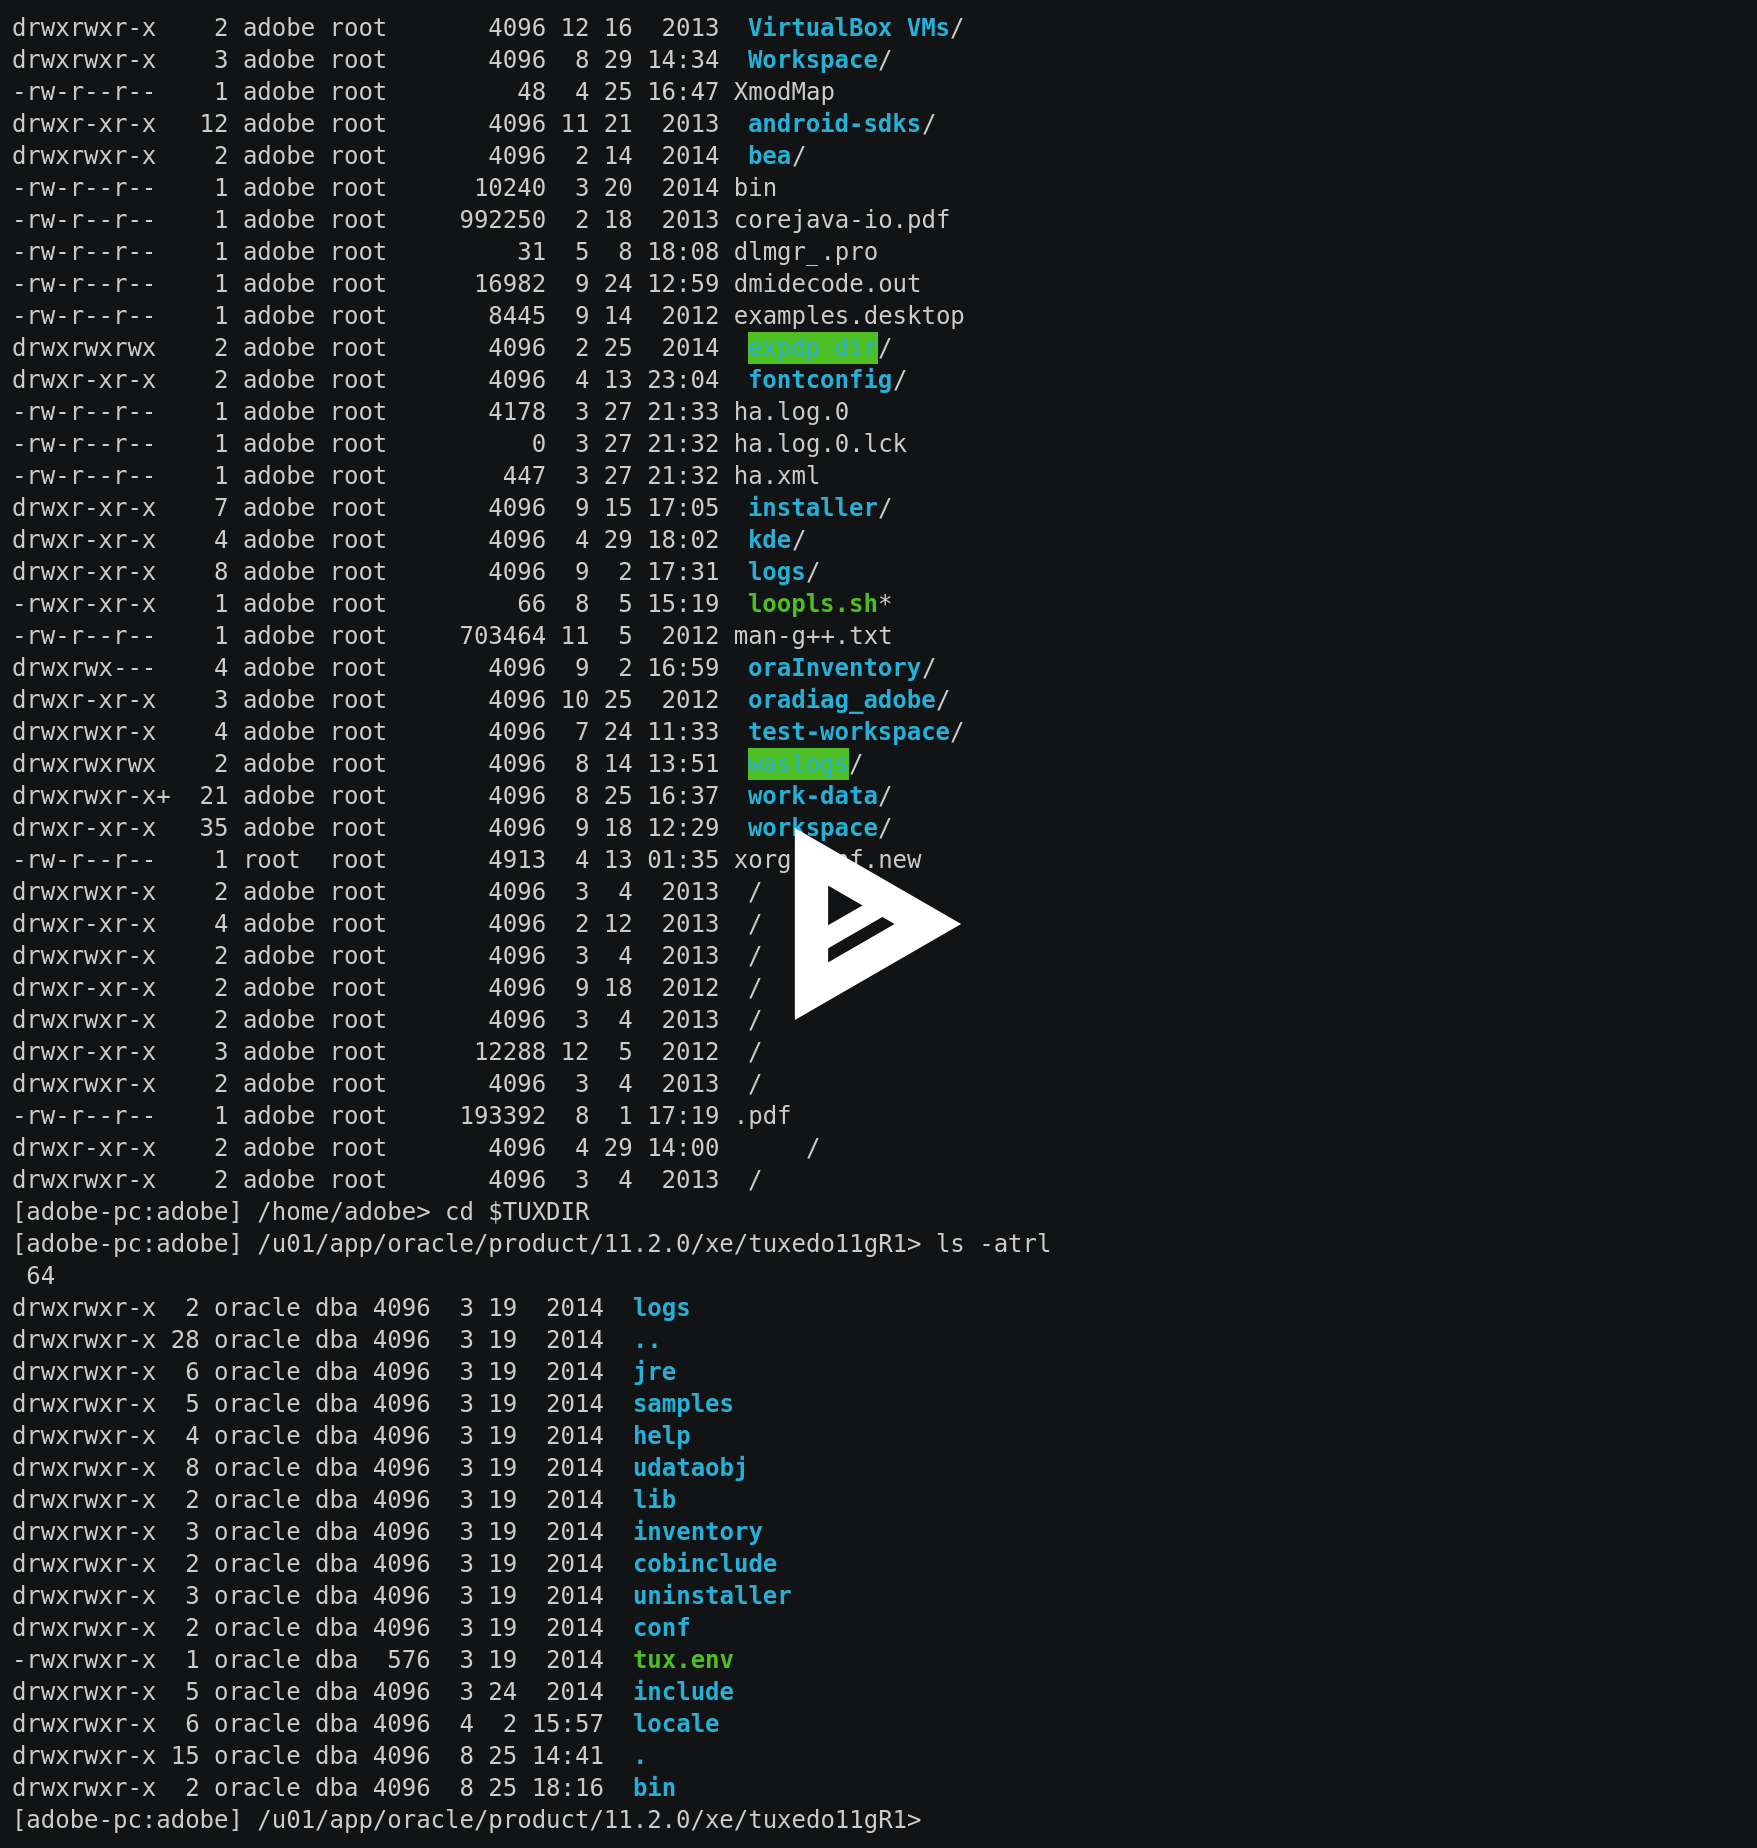 drwxrwxr-x    2 adobe root       4096 12 16  2013  VirtualBox VMs/
drwxrwxr-x    3 adobe root       4096  8 29 14:34  Workspace/
-rw-r--r--    1 adobe root         48  4 25 16:47 XmodMap
drwxr-xr-x   12 adobe root       4096 11 21  2013  android-sdks/
drwxrwxr-x    2 adobe root       4096  2 14  2014  bea/
-rw-r--r--    1 adobe root      10240  3 20  2014 bin
-rw-r--r--    1 adobe root     992250  2 18  2013 corejava-io.pdf
-rw-r--r--    1 adobe root         31  5  8 18:08 dlmgr_.pro
-rw-r--r--    1 adobe root      16982  9 24 12:59 dmidecode.out
-rw-r--r--    1 adobe root       8445  9 14  2012 examples.desktop
drwxrwxrwx    2 adobe root       4096  2 25  2014  expdp_dir/
drwxr-xr-x    2 adobe root       4096  4 13 23:04  fontconfig/
-rw-r--r--    1 adobe root       4178  3 27 21:33 ha.log.0
-rw-r--r--    1 adobe root          0  3 27 21:32 ha.log.0.lck
-rw-r--r--    1 adobe root        447  3 27 21:32 ha.xml
drwxr-xr-x    7 adobe root       4096  9 15 17:05  installer/
drwxr-xr-x    4 adobe root       4096  4 29 18:02  kde/
drwxr-xr-x    8 adobe root       4096  9  2 17:31  logs/
-rwxr-xr-x    1 adobe root         66  8  5 15:19  loopls.sh*
-rw-r--r--    1 adobe root     703464 11  5  2012 man-g++.txt
drwxrwx---    4 adobe root       4096  9  2 16:59  oraInventory/
drwxr-xr-x    3 adobe root       4096 10 25  2012  oradiag_adobe/
drwxrwxr-x    4 adobe root       4096  7 24 11:33  test-workspace/
drwxrwxrwx    2 adobe root       4096  8 14 13:51  waslogs/
drwxrwxr-x+  21 adobe root       4096  8 25 16:37  work-data/
drwxr-xr-x   35 adobe root       4096  9 18 12:29  workspace/
-rw-r--r--    1 root  root       4913  4 13 01:35
drwxrwxr-x    2 adobe root       4096  3  4  2013  /
drwxr-xr-x    4 adobe root       4096  2 12  2013  /
drwxrwxr-x    2 adobe root       4096  3  4  2013  /
drwxr-xr-x    2 adobe root       4096  9 18  2012  /
drwxrwxr-x    2 adobe root       4096  3  4  2013  /
drwxr-xr-x    3 adobe root      12288 12  5  2012  /
drwxrwxr-x    2 adobe root       4096  3  4  2013  /
-rw-r--r--    1 adobe root     193392  8  1 17:19 .pdf
drwxr-xr-x    2 adobe root       4096  4 29 14:00      /
drwxrwxr-x    2 adobe root       4096  3  4  2013  /
[adobe-pc:adobe] /home/adobe> cd $TUXDIR
[adobe-pc:adobe] /u01/app/oracle/product/11.2.0/xe/tuxedo11gR1> ls -atrl
 64
drwxrwxr-x  2 oracle dba 4096  3 19  2014  logs
drwxrwxr-x 28 oracle dba 4096  3 19  2014  ..
drwxrwxr-x  6 oracle dba 4096  3 19  2014  jre
drwxrwxr-x  5 oracle dba 4096  3 19  2014  samples
drwxrwxr-x  4 oracle dba 4096  3 19  2014  help
drwxrwxr-x  8 oracle dba 4096  3 19  2014  udataobj
drwxrwxr-x  2 oracle dba 4096  3 19  2014  lib
drwxrwxr-x  3 oracle dba 4096  3 19  2014  inventory
drwxrwxr-x  2 oracle dba 4096  3 19  2014  cobinclude
drwxrwxr-x  3 oracle dba 4096  3 19  2014  uninstaller
drwxrwxr-x  2 oracle dba 4096  3 19  2014  conf
-rwxrwxr-x  1 oracle dba  576  3 19  2014  tux.env
drwxrwxr-x  5 oracle dba 4096  3 24  2014  include
drwxrwxr-x  6 oracle dba 4096  4  2 15:57  locale
drwxrwxr-x 15 oracle dba 4096  8 25 14:41  .
drwxrwxr-x  2 oracle dba 4096  8 25 18:16  bin
[adobe-pc:adobe] /u01/app/oracle/product/11.2.0/xe/tuxedo11gR1>